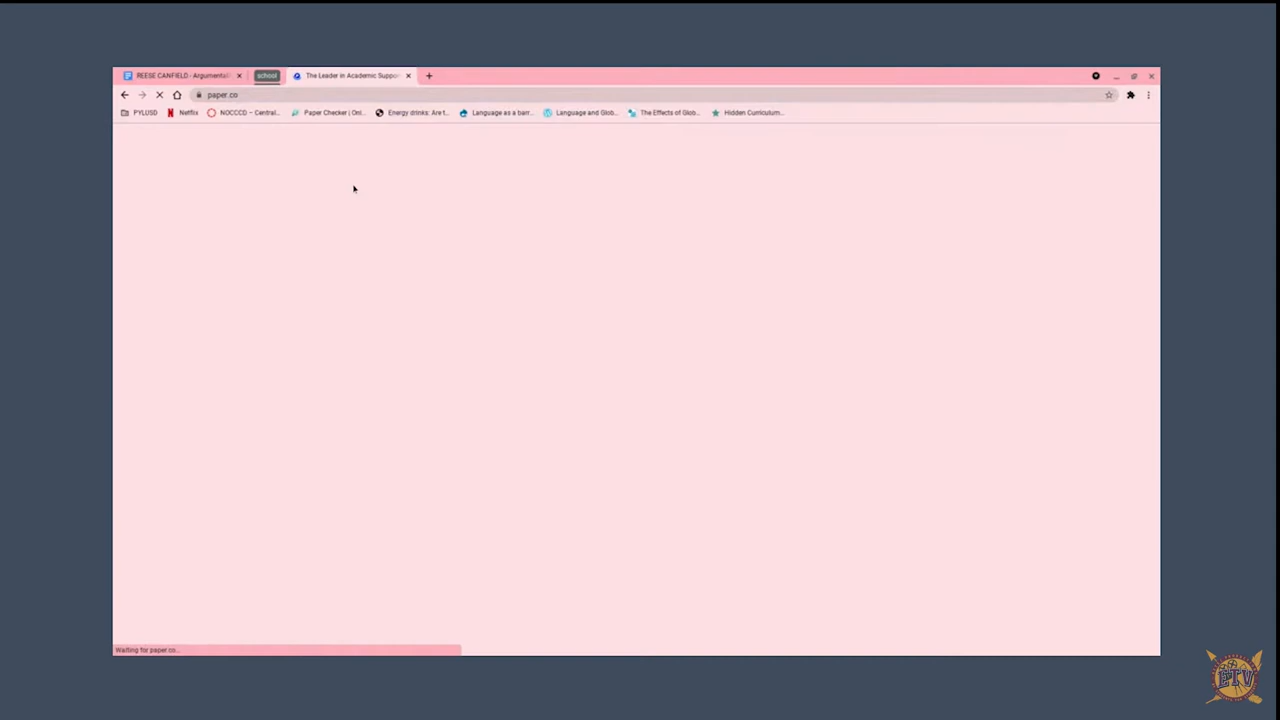 REESE CANFIELD - Argumentati
school
The Leader in Academic Suppor
paper.co
PYLUSD
Netflix
NOCCCD – Central...
Paper Checker | Onl...
Energy drinks: Are t...
Language as a barr...
Language and Glob...
The Effects of Glob...
Hidden Curriculum...
Waiting for paper.co...
ETV